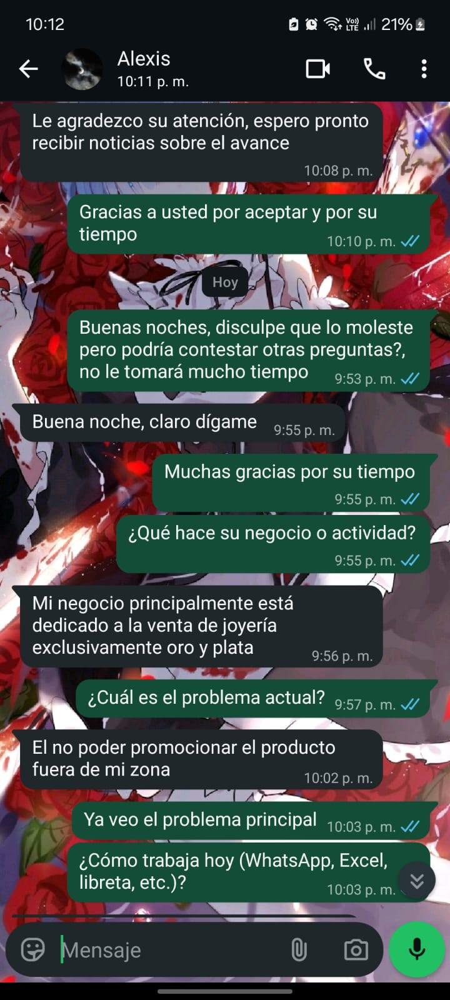 10:12
Vo))
LTE
21%
Alexis
10:11 p. m.
Le agradezco su atención, espero pronto
recibir noticias sobre el avance
10:08 p. m.
Gracias a usted por aceptar y por su
tiempo
10:10 p. m.
Hoy
Buenas noches, disculpe que lo moleste
pero podría contestar otras preguntas?,
no le tomará mucho tiempo
9:53 p. m.
Buena noche, claro dígame
9:55 p. m.
Muchas gracias por su tiempo
9:55 p. m.
¿Qué hace su negocio o actividad?
9:55 p. m.
Mi negocio principalmente está
dedicado a la venta de joyería
exclusivamente oro y plata
9:56 p. m.
¿Cuál es el problema actual?
9:57 p. m.
El no poder promocionar el producto
fuera de mi zona
10:02 p. m.
Ya veo el problema principal
10:03 p. m.
¿Cómo trabaja hoy (WhatsApp, Excel,
libreta, etc.)?
10:03 p. m.
Mensaje